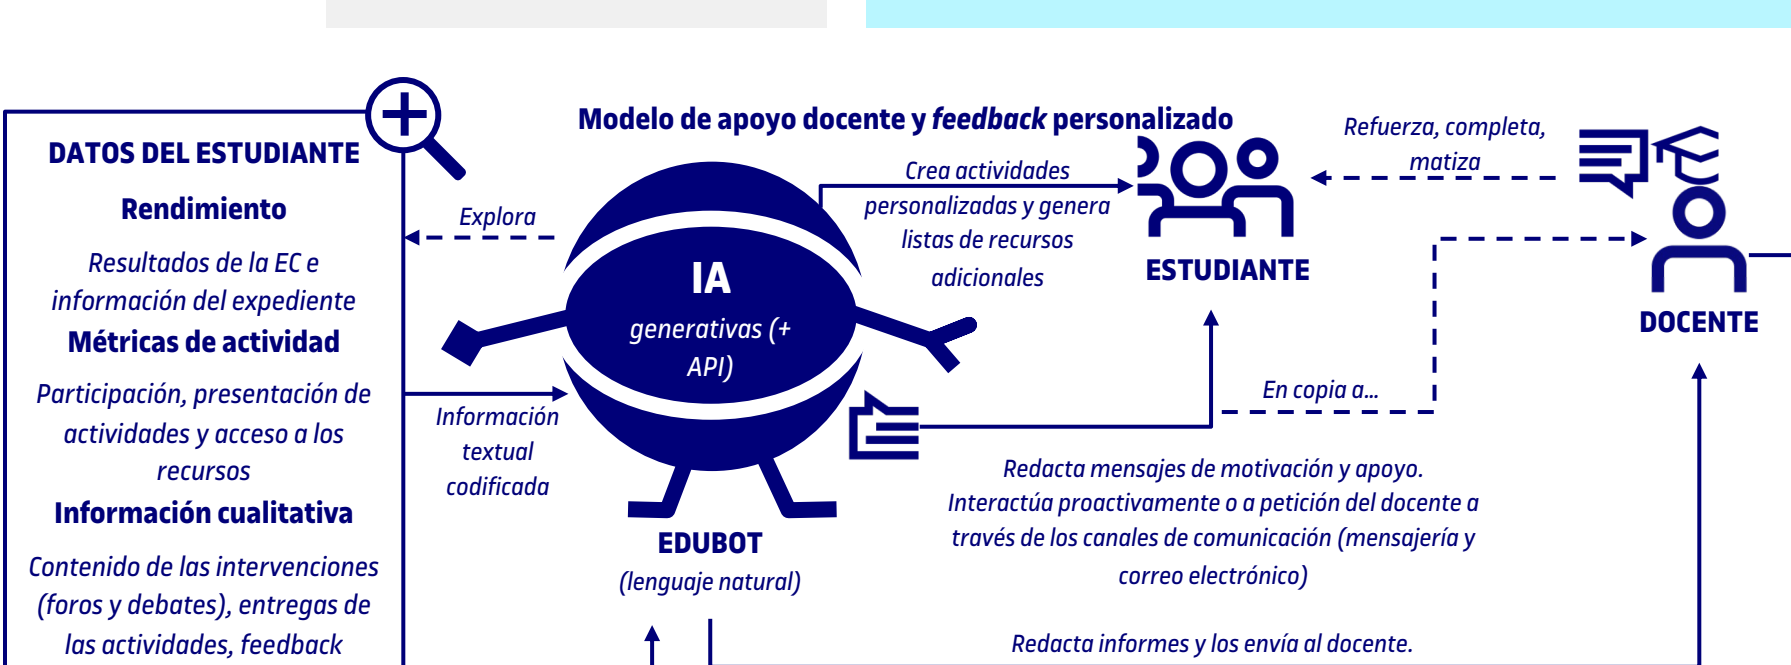 Modelo de apoyo docente y feedback personalizado
DATOS DEL ESTUDIANTE
Rendimiento
Resultados de la EC e
información del expediente
Métricas de actividad
Participación, presentación de
actividades y acceso a los
recursos
Información cualitativa
Contenido de las intervenciones
(foros y debates), entregas de
las actividades, feedback
Explora
Información
textual
codificada
IA
generativas (+
API)
EDUBOT
(lenguaje natural)
Crea actividades
personalizadas y genera
listas de recursos
adicionales
ESTUDIANTE
Refuerza, completa,
matiza
DOCENTE
En copia a...
Redacta mensajes de motivación y apoyo.
Interactúa proactivamente o a petición del docente a
través de los canales de comunicación (mensajería y
correo electrónico)
Redacta informes y los envía al docente.